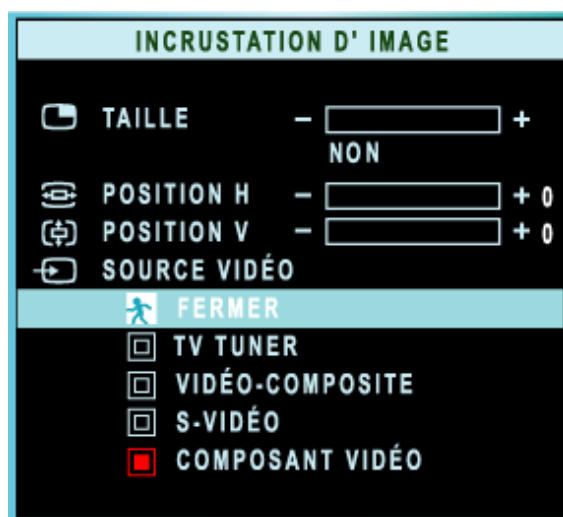 INCRUSTATION D' IMAGE
TAILLE - +
NON
POSITION H - + 0
POSITION V - + 0
SOURCE VIDÉO
FERMER
TV TUNER
VIDÉO-COMPOSITE
S-VIDÉO
COMPOSANT VIDÉO